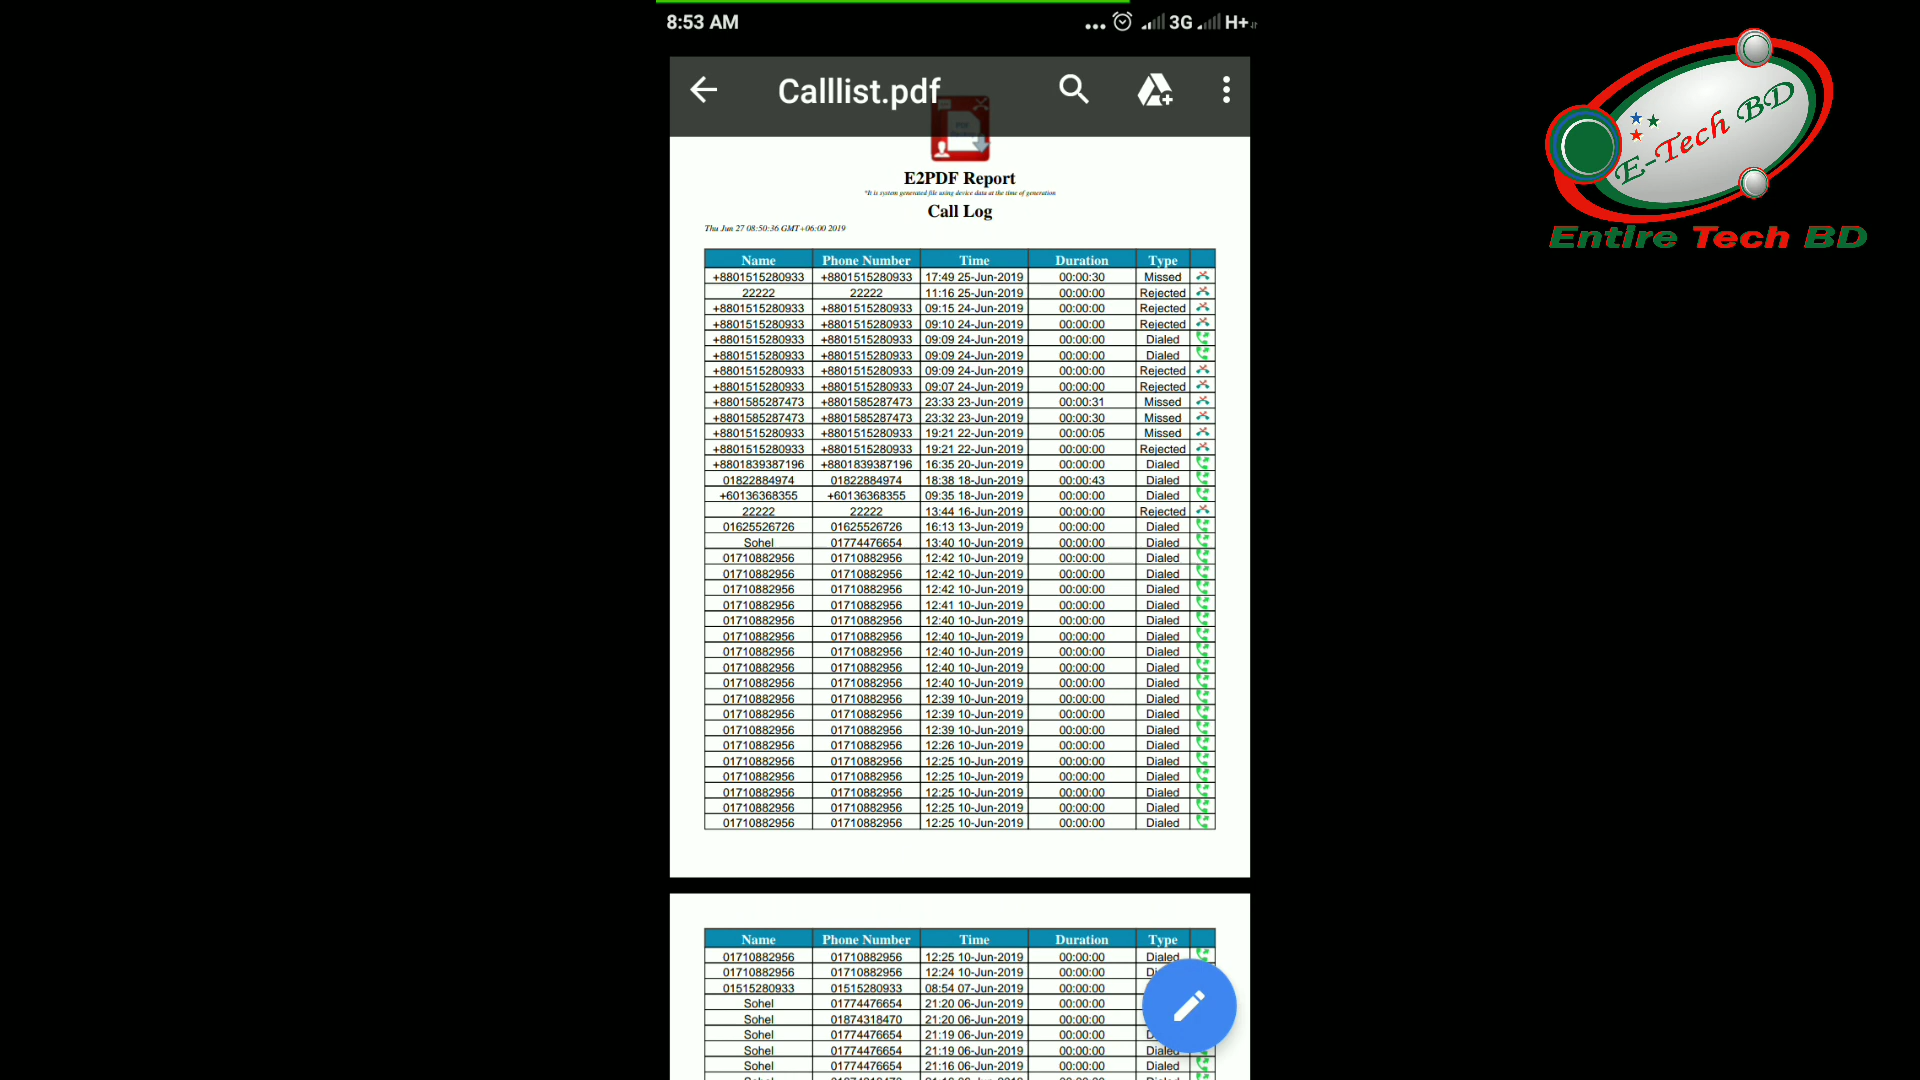 8:53 AM ... 3G H+
Calllist.pdf
E2PDF Report
*It is system generated file using device data at the time of generation
Call Log
Thu Jun 27 08:50:36 GMT+06:00 2019
Name Phone Number Time Duration Type
+8801515280933 +8801515280933 17:49 25-Jun-2019 00:00:30 Missed
22222 22222 11:16 25-Jun-2019 00:00:00 Rejected
+8801515280933 +8801515280933 09:15 24-Jun-2019 00:00:00 Rejected
+8801515280933 +8801515280933 09:10 24-Jun-2019 00:00:00 Rejected
+8801515280933 +8801515280933 09:09 24-Jun-2019 00:00:00 Dialed
+8801515280933 +8801515280933 09:09 24-Jun-2019 00:00:00 Dialed
+8801515280933 +8801515280933 09:09 24-Jun-2019 00:00:00 Rejected
+8801515280933 +8801515280933 09:07 24-Jun-2019 00:00:00 Rejected
+8801585287473 +8801585287473 23:33 23-Jun-2019 00:00:31 Missed
+8801585287473 +8801585287473 23:32 23-Jun-2019 00:00:30 Missed
+8801515280933 +8801515280933 19:21 22-Jun-2019 00:00:05 Missed
+8801515280933 +8801515280933 19:21 22-Jun-2019 00:00:00 Rejected
+8801839387196 +8801839387196 16:35 20-Jun-2019 00:00:00 Dialed
01822884974 01822884974 18:38 18-Jun-2019 00:00:43 Dialed
+60136368355 +60136368355 09:35 18-Jun-2019 00:00:00 Dialed
22222 22222 13:44 16-Jun-2019 00:00:00 Rejected
01625526726 01625526726 16:13 13-Jun-2019 00:00:00 Dialed
Sohel 01774476654 13:40 10-Jun-2019 00:00:00 Dialed
01710882956 01710882956 12:42 10-Jun-2019 00:00:00 Dialed
01710882956 01710882956 12:42 10-Jun-2019 00:00:00 Dialed
01710882956 01710882956 12:42 10-Jun-2019 00:00:00 Dialed
01710882956 01710882956 12:41 10-Jun-2019 00:00:00 Dialed
01710882956 01710882956 12:40 10-Jun-2019 00:00:00 Dialed
01710882956 01710882956 12:40 10-Jun-2019 00:00:00 Dialed
01710882956 01710882956 12:40 10-Jun-2019 00:00:00 Dialed
01710882956 01710882956 12:40 10-Jun-2019 00:00:00 Dialed
01710882956 01710882956 12:40 10-Jun-2019 00:00:00 Dialed
01710882956 01710882956 12:39 10-Jun-2019 00:00:00 Dialed
01710882956 01710882956 12:39 10-Jun-2019 00:00:00 Dialed
01710882956 01710882956 12:39 10-Jun-2019 00:00:00 Dialed
01710882956 01710882956 12:26 10-Jun-2019 00:00:00 Dialed
01710882956 01710882956 12:25 10-Jun-2019 00:00:00 Dialed
01710882956 01710882956 12:25 10-Jun-2019 00:00:00 Dialed
01710882956 01710882956 12:25 10-Jun-2019 00:00:00 Dialed
01710882956 01710882956 12:25 10-Jun-2019 00:00:00 Dialed
01710882956 01710882956 12:25 10-Jun-2019 00:00:00 Dialed
Name Phone Number Time Duration Type
01710882956 01710882956 12:25 10-Jun-2019 00:00:00 Dialed
01710882956 01710882956 12:24 10-Jun-2019 00:00:00
01515280933 01515280933 08:54 07-Jun-2019 00:00:00
Sohel 01774476654 21:20 06-Jun-2019 00:00:00
Sohel 01874318470 21:20 06-Jun-2019 00:00:00
Sohel 01774476654 21:19 06-Jun-2019 00:00:00
Sohel 01774476654 21:19 06-Jun-2019 00:00:00 Dialed
Sohel 01774476654 21:16 06-Jun-2019 00:00:00 Dialed
E-Tech BD
Entire Tech BD